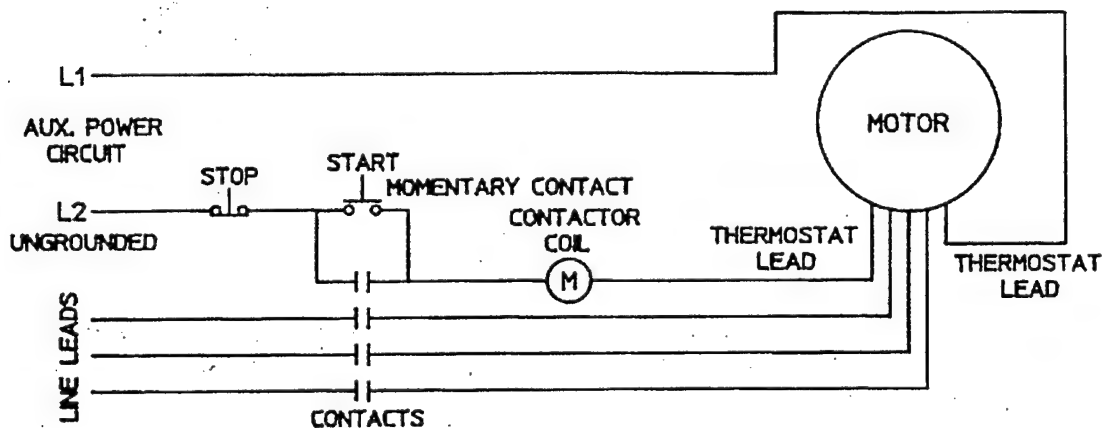 L1
AUX. POWER
CIRCUIT
STOP
START
MOMENTARY CONTACT
CONTACTOR
COIL
MOTOR
L2
UNGROUNDED
M
THERMOSTAT
LEAD
THERMOSTAT
LEAD
LINE LEADS
CONTACTS